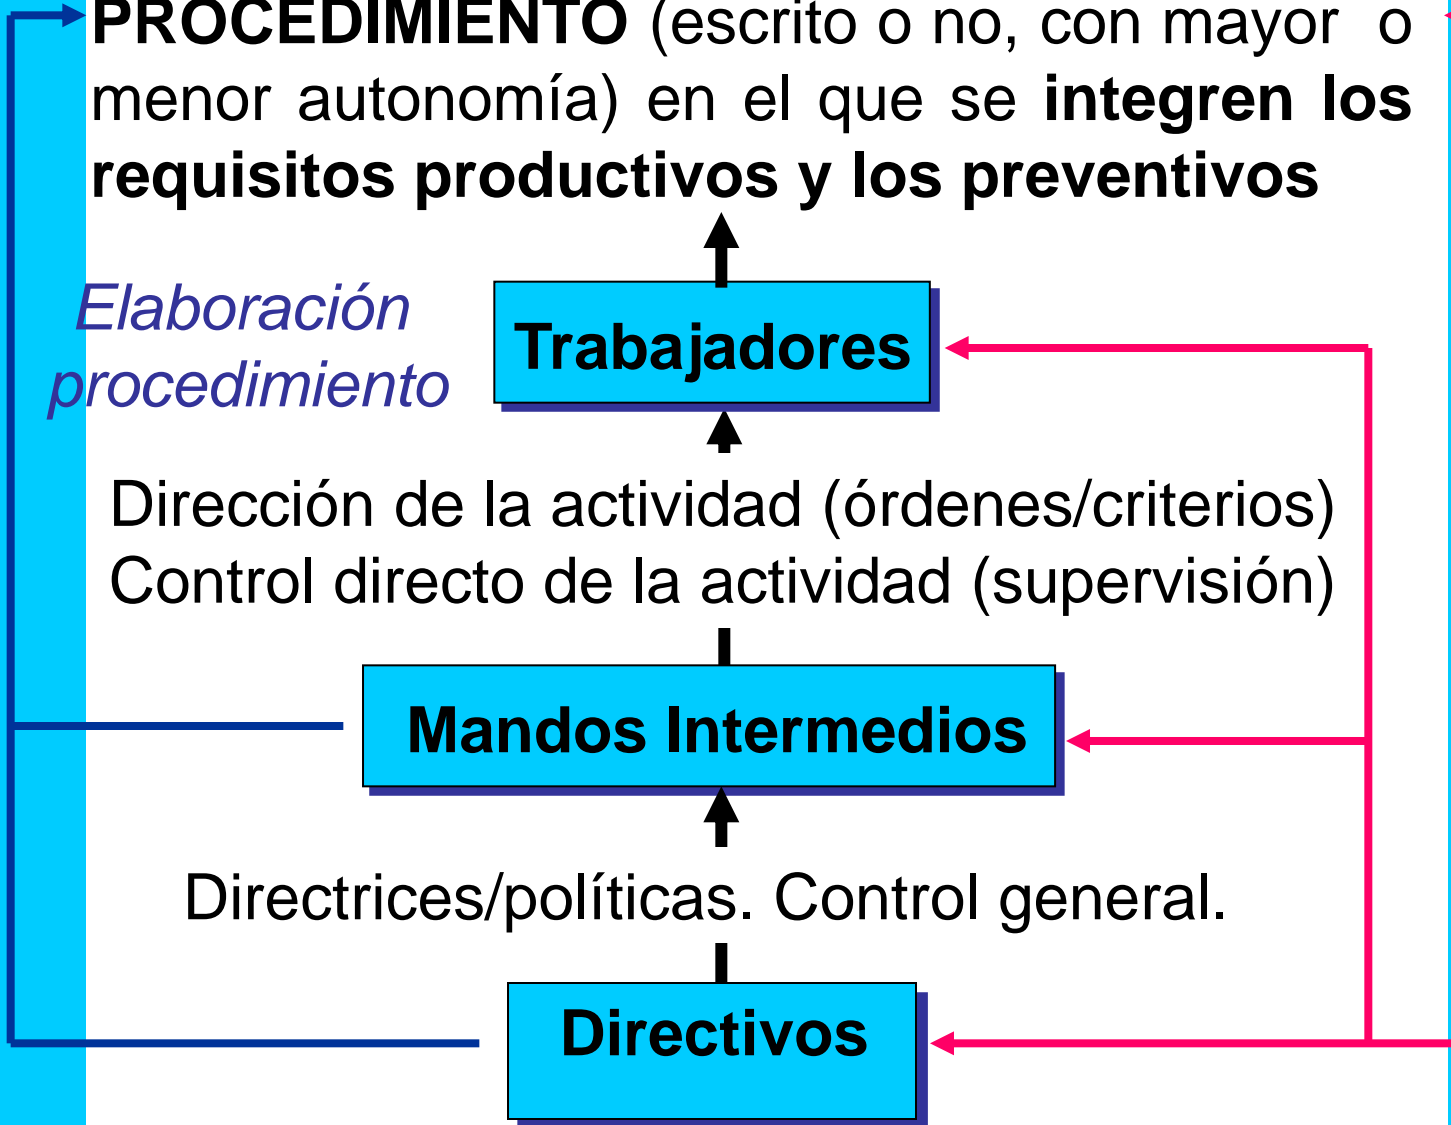 PROCEDIMIENTO (escrito o no, con mayor o
menor autonomía) en el que se integren los
requisitos productivos y los preventivos
Elaboración
procedimiento
Trabajadores
Dirección de la actividad (órdenes/criterios)
Control directo de la actividad (supervisión)
Mandos Intermedios
Directrices/políticas. Control general.
Directivos